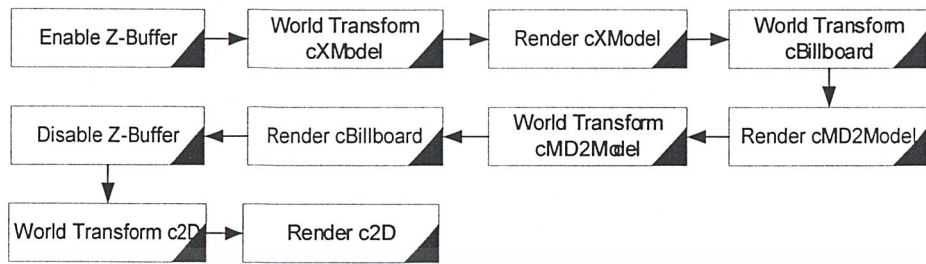 Enable Z-Buffer
World Transform
cXModel
Render cXModel
World Transform
cBillboard
Render cMD2Model
World Transform
cMD2Model
Render cBillboard
Disable Z-Buffer
World Transform c2D
Render c2D